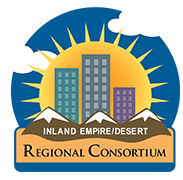 INLAND EMPIRE/DESERT
REGIONAL CONSORTIUM